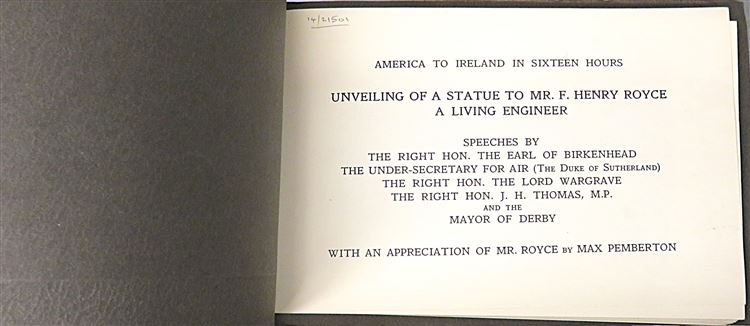 14/21501
AMERICA TO IRELAND IN SIXTEEN HOURS
UNVEILING OF A STATUE TO MR. F. HENRY ROYCE
A LIVING ENGINEER
SPEECHES BY
THE RIGHT HON. THE EARL OF BIRKENHEAD
THE UNDER-SECRETARY FOR AIR (THE DUKE OF SUTHERLAND)
THE RIGHT HON. THE LORD WARGRAVE
THE RIGHT HON. J. H. THOMAS, M.P.
AND THE
MAYOR OF DERBY
WITH AN APPRECIATION OF MR. ROYCE BY MAX PEMBERTON